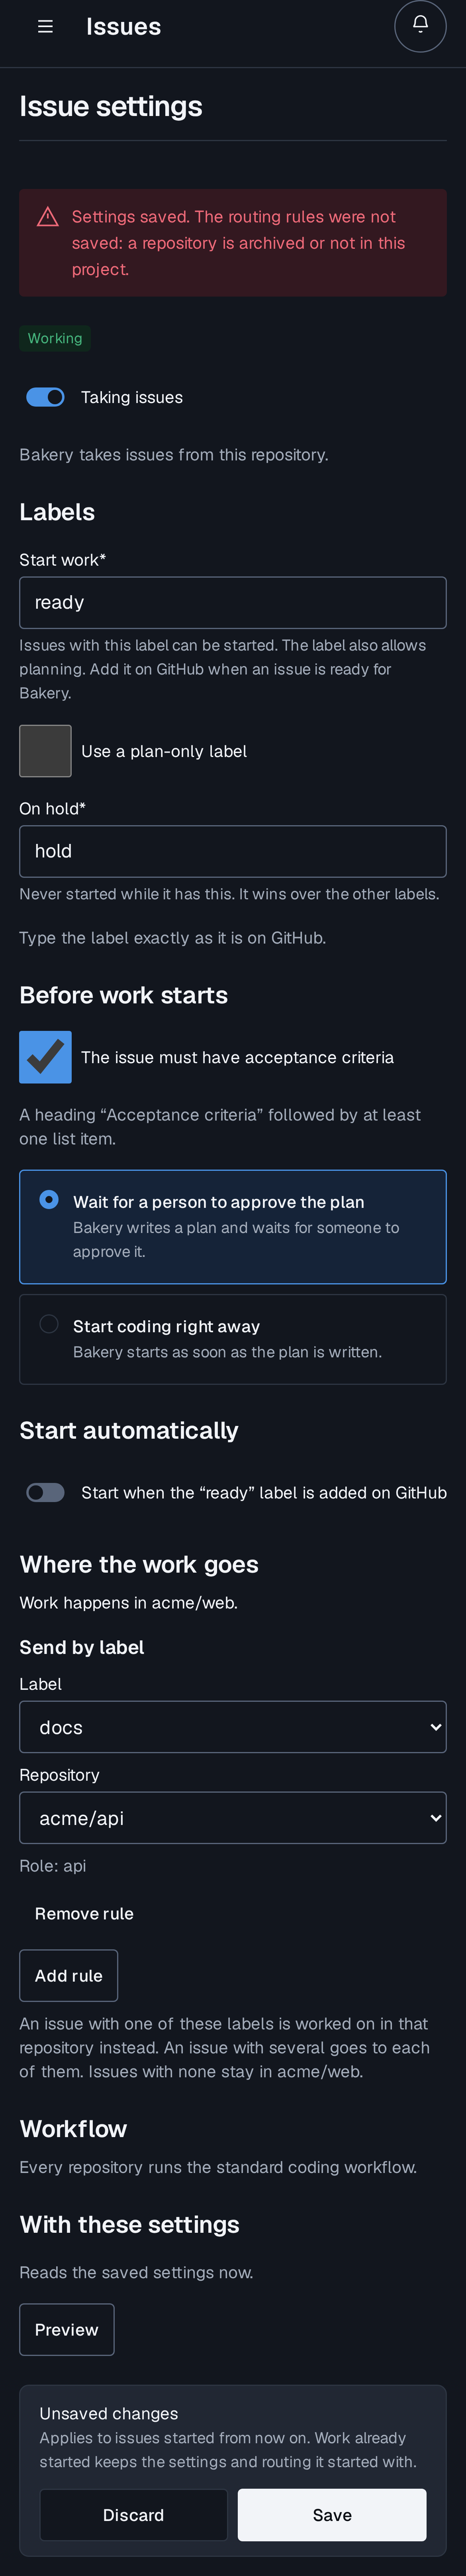 Issues
Issue settings
Settings saved. The routing rules were not
saved: a repository is archived or not in this
project.
Working
Taking issues
Bakery takes issues from this repository.
Labels
Start work*
ready
Issues with this label can be started. The label also allows
planning. Add it on GitHub when an issue is ready for
Bakery.
Use a plan-only label
On hold*
hold
Never started while it has this. It wins over the other labels.
Type the label exactly as it is on GitHub.
Before work starts
The issue must have acceptance criteria
A heading “Acceptance criteria” followed by at least
one list item.
Wait for a person to approve the plan
Bakery writes a plan and waits for someone to
approve it.
Start coding right away
Bakery starts as soon as the plan is written.
Start automatically
Start when the “ready” label is added on GitHub
Where the work goes
Work happens in acme/web.
Send by label
Label
docs
Repository
acme/api
Role: api
Remove rule
Add rule
An issue with one of these labels is worked on in that
repository instead. An issue with several goes to each
of them. Issues with none stay in acme/web.
Workflow
Every repository runs the standard coding workflow.
With these settings
Reads the saved settings now.
Preview
Unsaved changes
Applies to issues started from now on. Work already
started keeps the settings and routing it started with.
Discard
Save